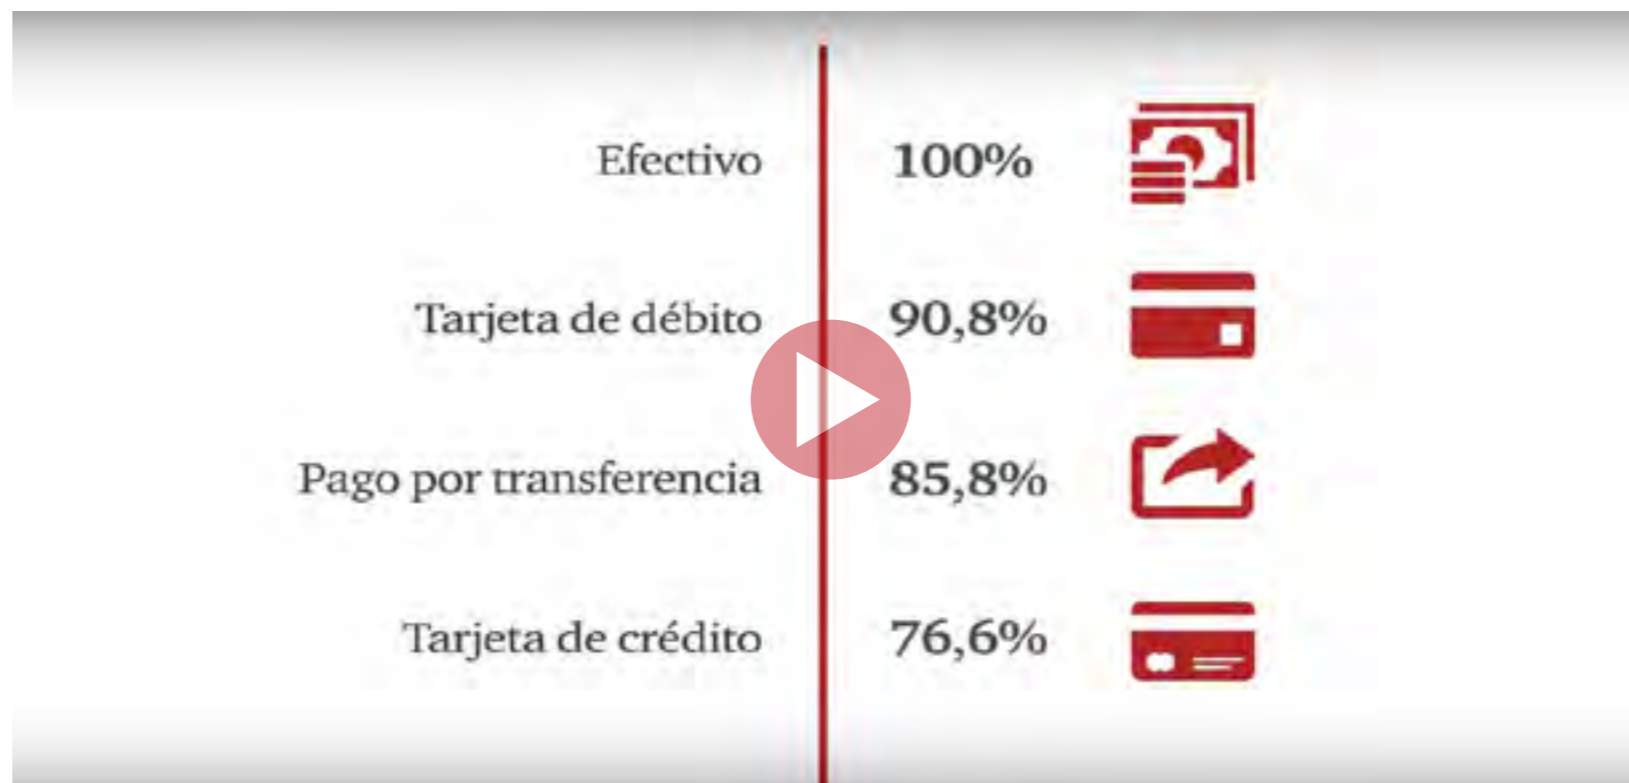 Efectivo 100%
Tarjeta de débito 90,8%
Pago por transferencia 85,8%
Tarjeta de crédito 76,6%